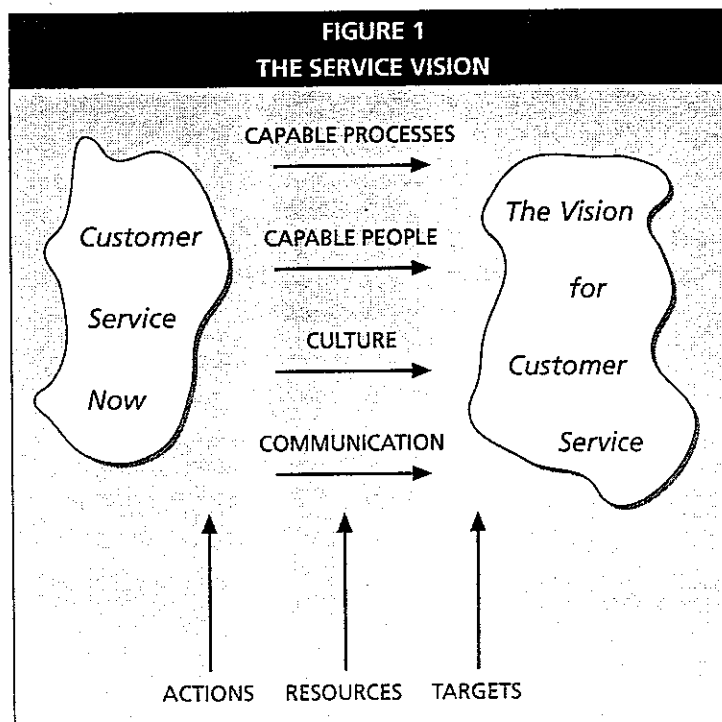 FIGURE 1
THE SERVICE VISION
CAPABLE PROCESSES
Customer
Service
Now
CAPABLE PEOPLE
CULTURE
COMMUNICATION
The Vision
for
Customer
Service
ACTIONS RESOURCES TARGETS